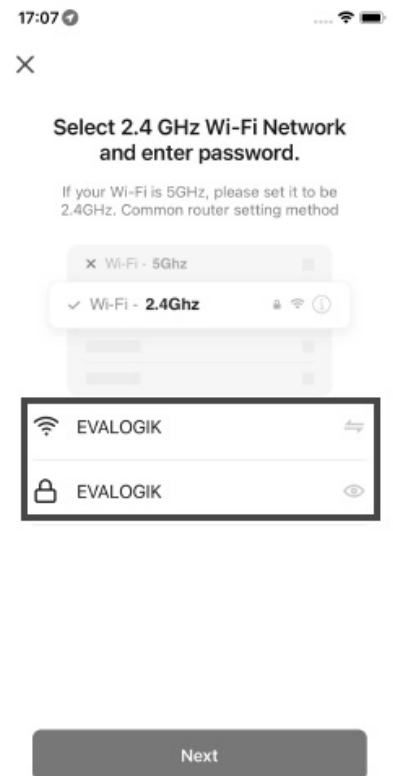 17:07
Select 2.4 GHz Wi-Fi Network
and enter password.
If your Wi-Fi is 5GHz, please set it to be
2.4GHz. Common router setting method
Wi-Fi - 5Ghz
Wi-Fi - 2.4Ghz
EVALOGIK
EVALOGIK
Next